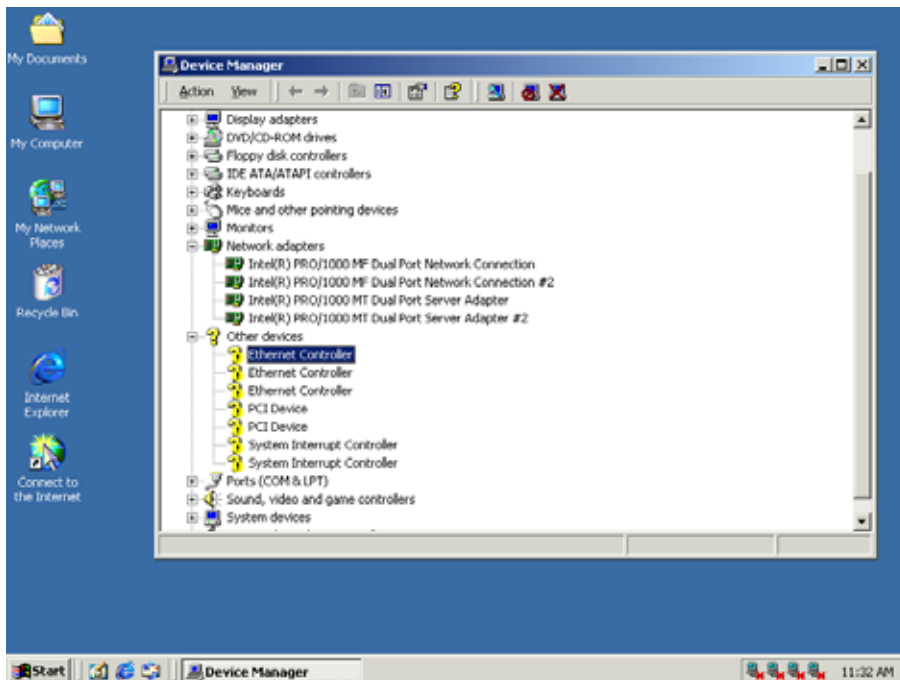 My Documents
My Computer
My Network
Places
Recycle Bin
Internet
Explorer
Connect to
the Internet
Device Manager
Action View
Display adapters
DVD/CD-ROM drives
Floppy disk controllers
IDE ATA/ATAPI controllers
Keyboards
Mice and other pointing devices
Monitors
Network adapters
Intel(R) PRO/1000 MF Dual Port Network Connection
Intel(R) PRO/1000 MF Dual Port Network Connection #2
Intel(R) PRO/1000 MT Dual Port Server Adapter
Intel(R) PRO/1000 MT Dual Port Server Adapter #2
Other devices
Ethernet Controller
Ethernet Controller
Ethernet Controller
PCI Device
PCI Device
System Interrupt Controller
System Interrupt Controller
Ports (COM & LPT)
Sound, video and game controllers
System devices
Start
Device Manager
11:32 AM